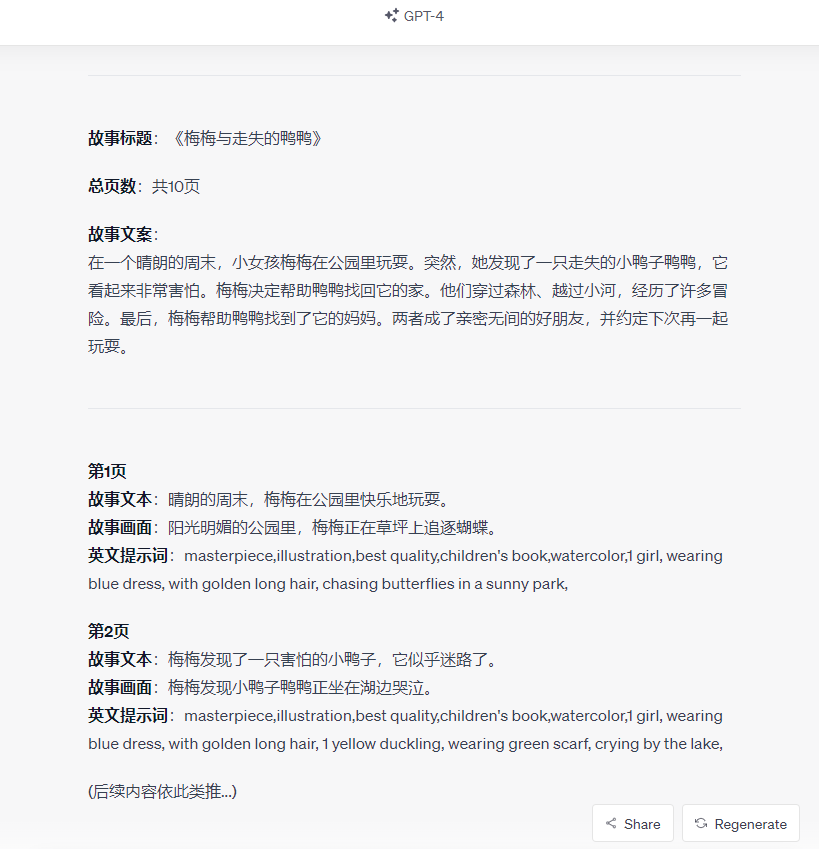 GPT-4
故事标题：《梅梅与走失的鸭鸭》
总页数：共10页
故事文案：
在一个晴朗的周末，小女孩梅梅在公园里玩耍。突然，她发现了一只走失的小鸭子鸭鸭，它
看起来非常害怕。梅梅决定帮助鸭鸭找回它的家。他们穿过森林、越过小河，经历了许多冒
险。最后，梅梅帮助鸭鸭找到了它的妈妈。两者成了亲密无间的好朋友，并约定下次再一起
玩耍。
第1页
故事文本：晴朗的周末，梅梅在公园里快乐地玩耍。
故事画面：阳光明媚的公园里，梅梅正在草坪上追逐蝴蝶。
英文提示词：masterpiece,illustration,best quality,children's book,watercolor,1 girl, wearing
blue dress, with golden long hair, chasing butterflies in a sunny park,
第2页
故事文本：梅梅发现了一只害怕的小鸭子，它似乎迷路了。
故事画面：梅梅发现小鸭子鸭鸭正坐在湖边哭泣。
英文提示词：masterpiece,illustration,best quality,children's book,watercolor,1 girl, wearing
blue dress, with golden long hair, 1 yellow duckling, wearing green scarf, crying by the lake,
(后续内容依此类推...)
Share
Regenerate